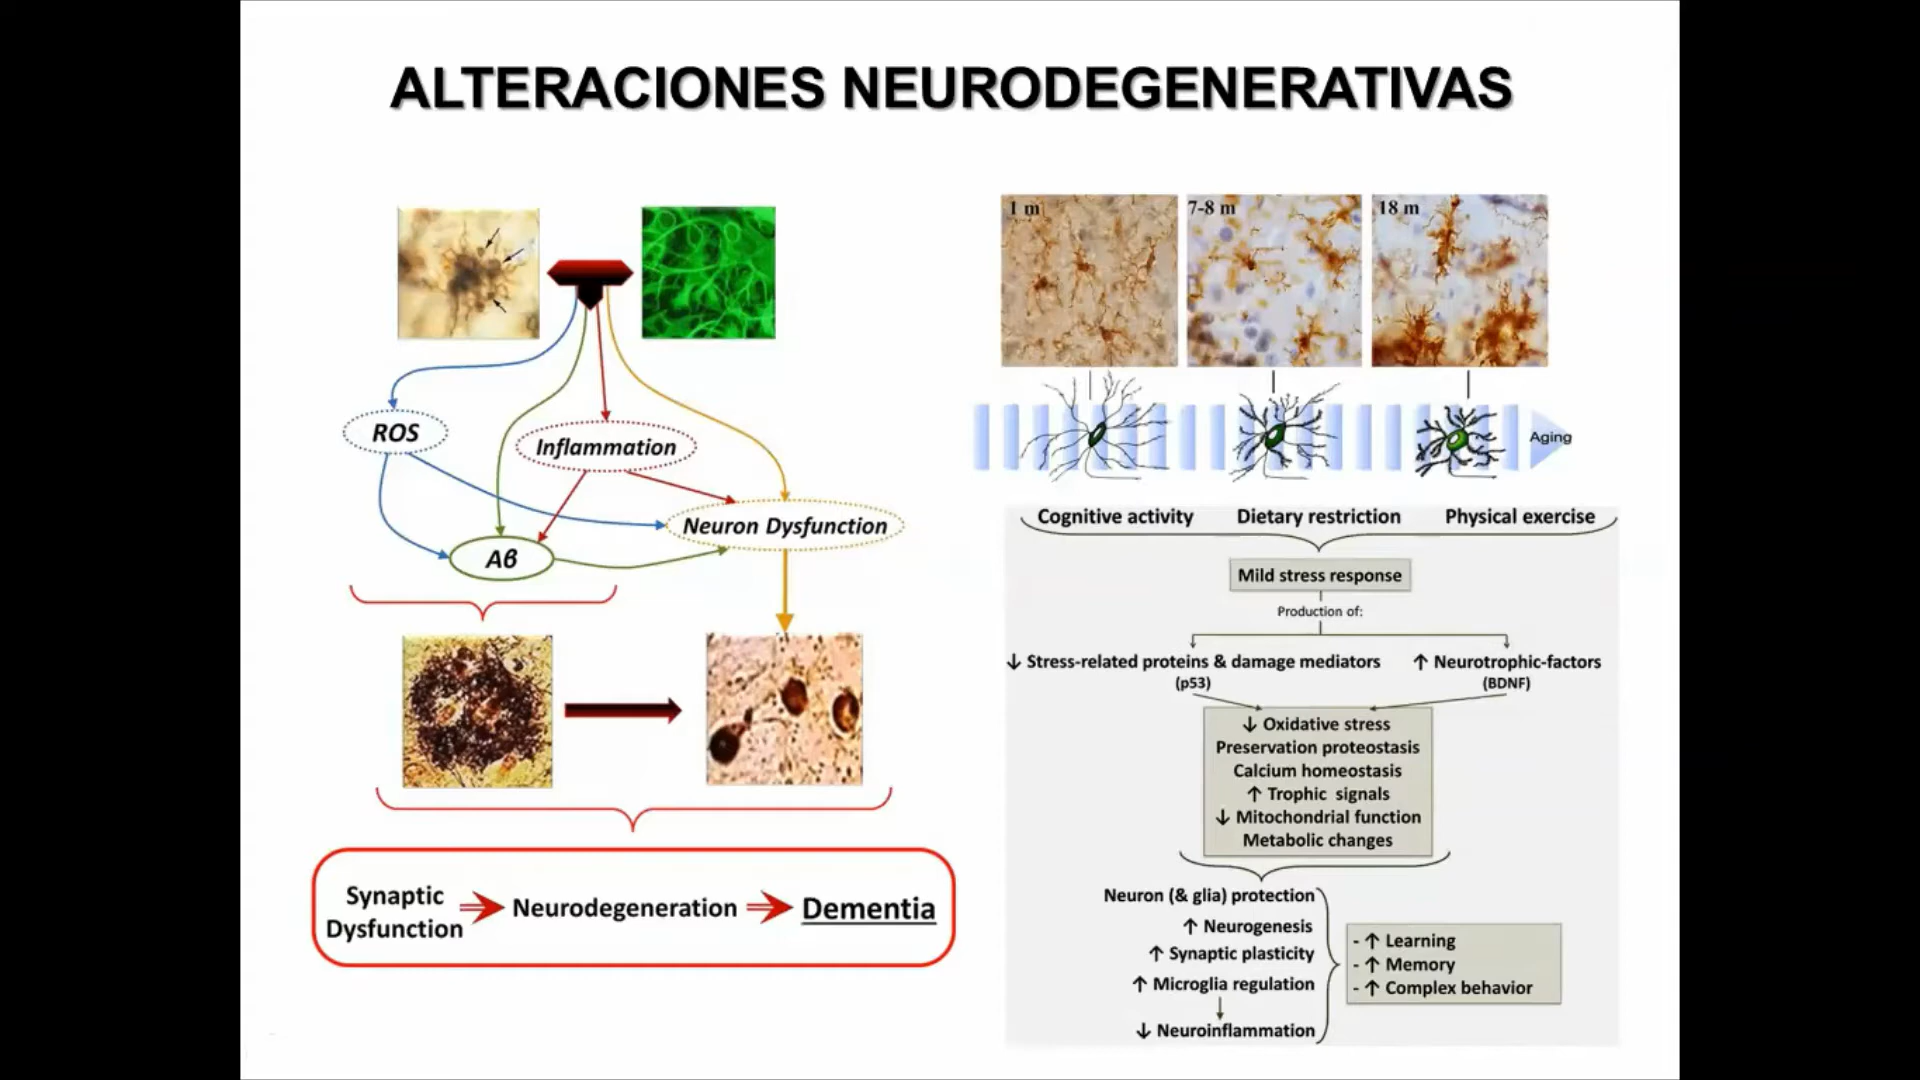 ALTERACIONES NEURODEGENERATIVAS
ROS
Inflammation
Neuron Dysfunction
Aβ
Synaptic
Dysfunction
Neurodegeneration
Dementia
1 m
7-8 m
18 m
Aging
Cognitive activity
Dietary restriction
Physical exercise
Mild stress response
Production of:
↓ Stress-related proteins & damage mediators
(p53)
↑ Neurotrophic-factors
(BDNF)
↓ Oxidative stress
Preservation proteostasis
Calcium homeostasis
↑ Trophic signals
↓ Mitochondrial function
Metabolic changes
Neuron (& glia) protection
↑ Neurogenesis
↑ Synaptic plasticity
↑ Microglia regulation
↓ Neuroinflammation
- ↑ Learning
- ↑ Memory
- ↑ Complex behavior